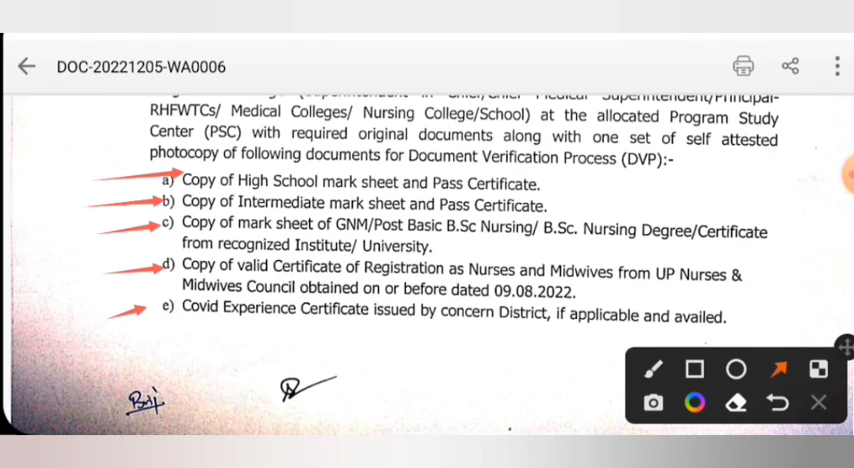 DOC-20221205-WA0006
RHFWTCs/ Medical Colleges/ Nursing College/School) at the allocated Program Study
Center (PSC) with required original documents along with one set of self attested
photocopy of following documents for Document Verification Process (DVP):-
a) Copy of High School mark sheet and Pass Certificate.
b) Copy of Intermediate mark sheet and Pass Certificate.
c) Copy of mark sheet of GNM/Post Basic B.Sc Nursing/ B.Sc. Nursing Degree/Certificate
from recognized Institute/ University.
d) Copy of valid Certificate of Registration as Nurses and Midwives from UP Nurses &
Midwives Council obtained on or before dated 09.08.2022.
e) Covid Experience Certificate issued by concern District, if applicable and availed.